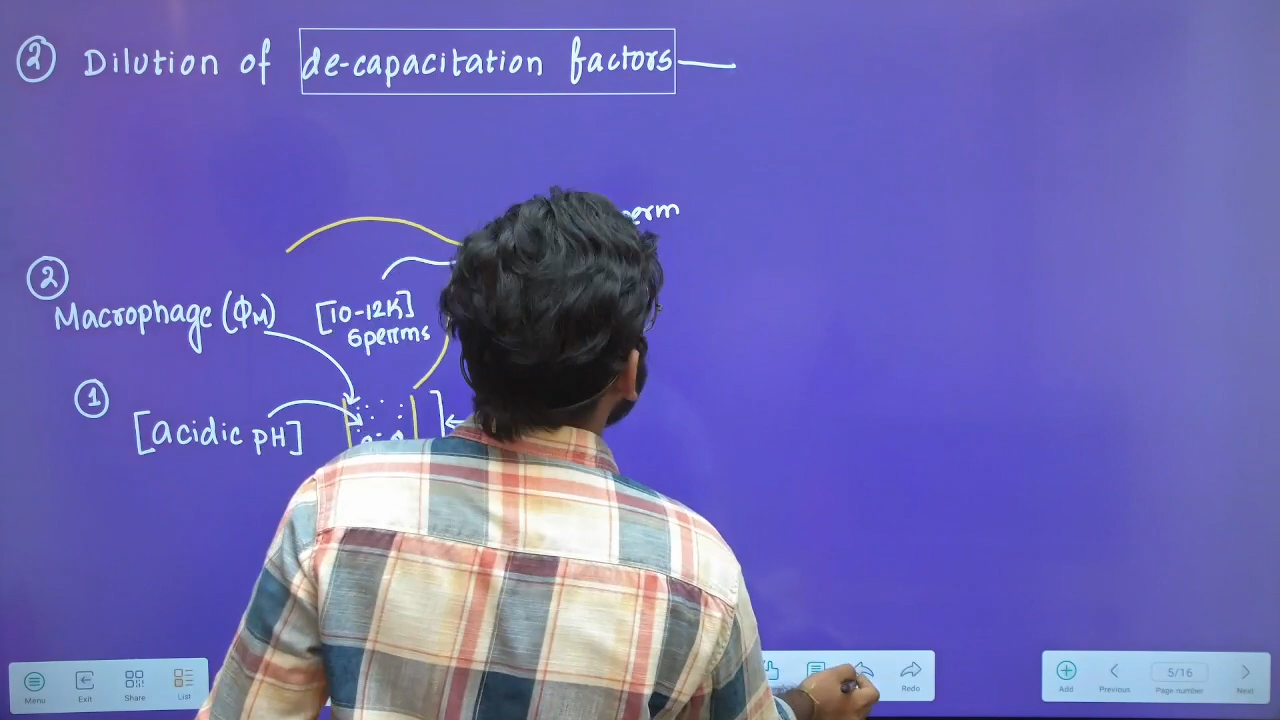 ② Dilution of de-capacitation factors—
②
Macrophage (ΦM)
[10-12K]
Sperms
①
[acidic pH]
Menu
Exit
Share
List
Redo
Add
Previous
5/16
Page number
Next